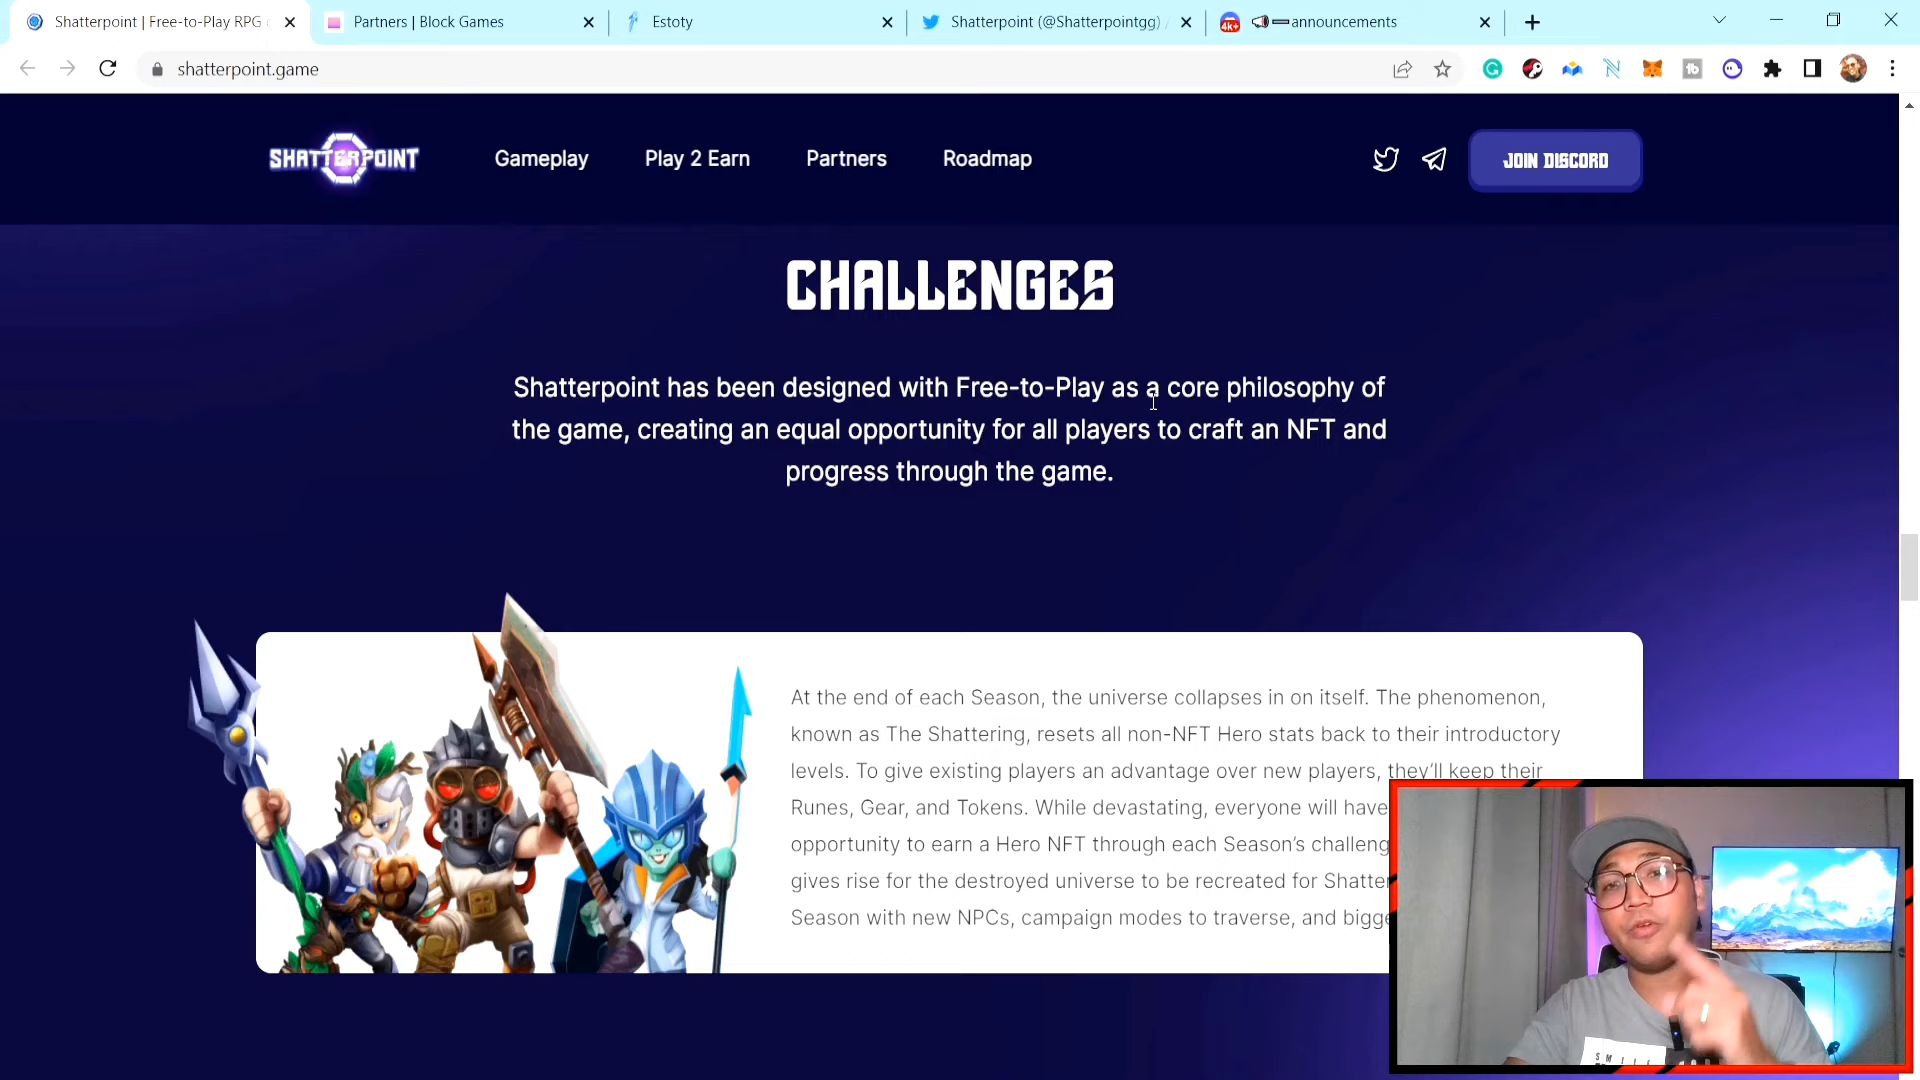 Shatterpoint | Free-to-Play RPG
Partners | Block Games
Estoty
Shatterpoint (@Shatterpointgg) /
4K+
announcements
shatterpoint.game
SHATTERPOINT
Gameplay
Play 2 Earn
Partners
Roadmap
JOIN DISCORD
CHALLENGES
Shatterpoint has been designed with Free-to-Play as a core philosophy of
the game, creating an equal opportunity for all players to craft an NFT and
progress through the game.
At the end of each Season, the universe collapses in on itself. The phenomenon,
known as The Shattering, resets all non-NFT Hero stats back to their introductory
levels. To give existing players an advantage over new players, they'll keep their
Runes, Gear, and Tokens. While devastating, everyone will have
opportunity to earn a Hero NFT through each Season's challeng
gives rise for the destroyed universe to be recreated for Shatter
Season with new NPCs, campaign modes to traverse, and bigge